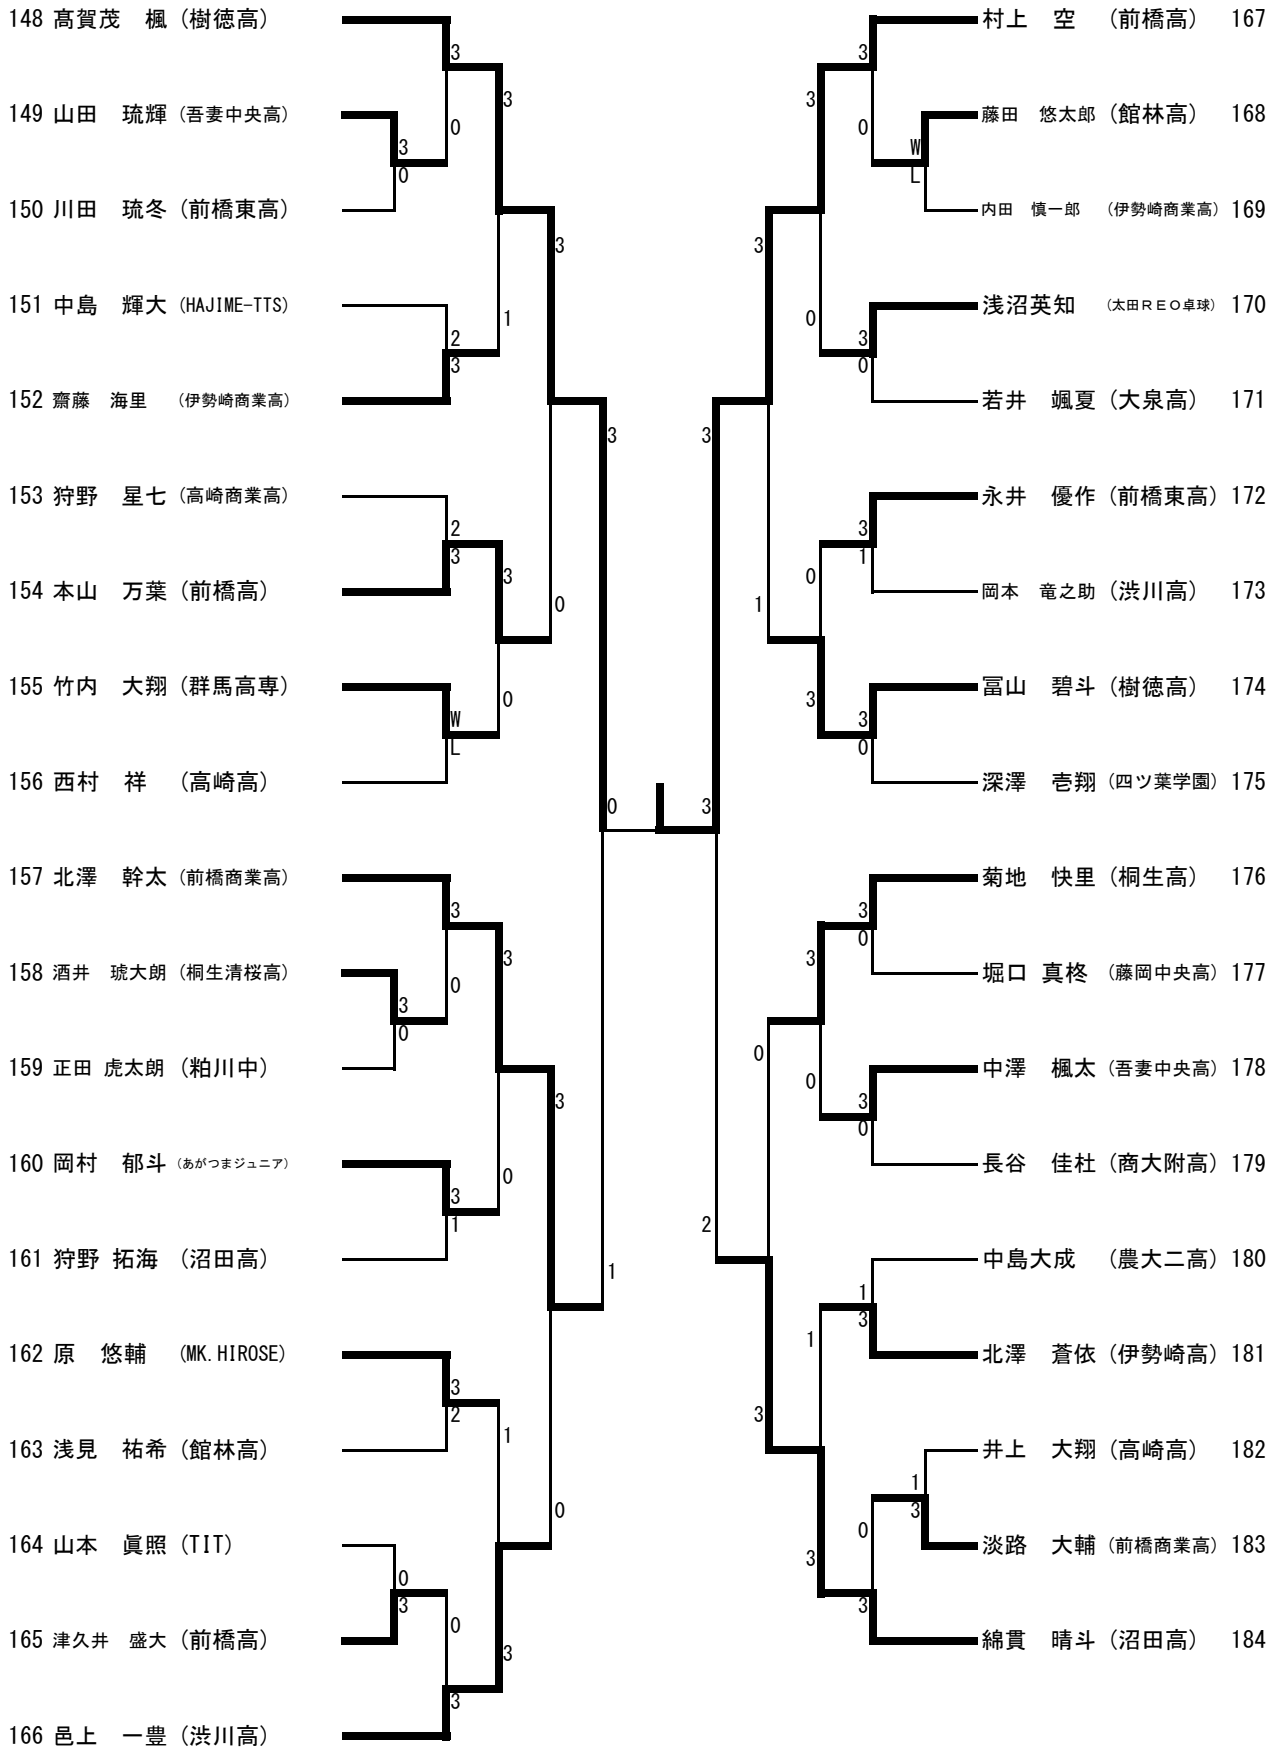 148 髙賀茂　楓 (樹徳高)
149 山田　琉輝 (吾妻中央高)
150 川田　琉冬 (前橋東高)
151 中島　輝大 (HAJIME-TTS)
152 齋藤　海里 (伊勢崎商業高)
153 狩野　星七 (高崎商業高)
154 本山　万葉 (前橋高)
155 竹内　大翔 (群馬高専)
156 西村　祥 (高崎高)
157 北澤　幹太 (前橋商業高)
158 酒井　琥大朗 (桐生清桜高)
159 正田 虎太朗 (粕川中)
160 岡村　郁斗 (あがつまジュニア)
161 狩野 拓海 (沼田高)
162 原　悠輔 (MK.HIROSE)
163 浅見　祐希 (館林高)
164 山本　眞照 (TIT)
165 津久井　盛大 (前橋高)
166 邑上　一豊 (渋川高)
3
0
3
0
3
1
2
3
3
2
3
3
0
0
W
L
3
0
3
0
3
0
3
1
0
3
3
2
1
0
0
3
0
3
3
3
1
0
3
村上　空 (前橋高) 167
藤田　悠太郎 (館林高) 168
内田　慎一郎 (伊勢崎商業高) 169
浅沼英知 (太田ＲＥＯ卓球) 170
若井　颯夏 (大泉高) 171
永井　優作 (前橋東高) 172
岡本　竜之助 (渋川高) 173
冨山　碧斗 (樹徳高) 174
深澤　壱翔 (四ツ葉学園) 175
菊地　快里 (桐生高) 176
堀口 真柊 (藤岡中央高) 177
中澤　楓太 (吾妻中央高) 178
長谷　佳杜 (商大附高) 179
中島大成 (農大二高) 180
北澤　蒼依 (伊勢崎高) 181
井上　大翔 (高崎高) 182
淡路　大輔 (前橋商業高) 183
綿貫　晴斗 (沼田高) 184
3
3
0
W
L
3
0
3
0
3
3
1
0
1
3
3
0
3
0
3
0
0
3
0
2
1
3
1
3
1
3
0
3
3